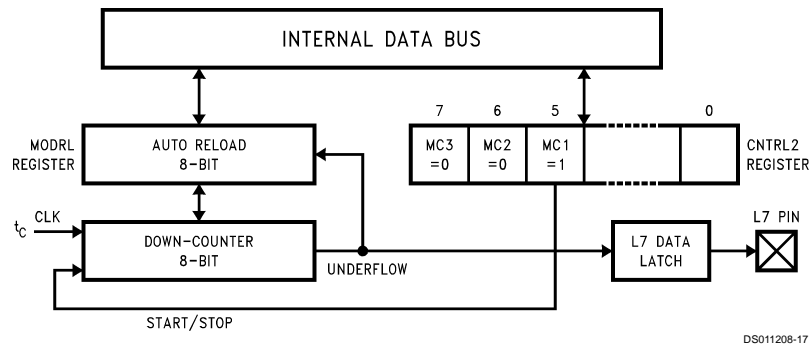 INTERNAL DATA BUS
7 6 5 0
MODRL
REGISTER
AUTO RELOAD
8-BIT
MC3
=0
MC2
=0
MC1
=1
CNTRL2
REGISTER
tC CLK
DOWN-COUNTER
8-BIT
UNDERFLOW
L7 DATA
LATCH
L7 PIN
START/STOP
DS011208-17